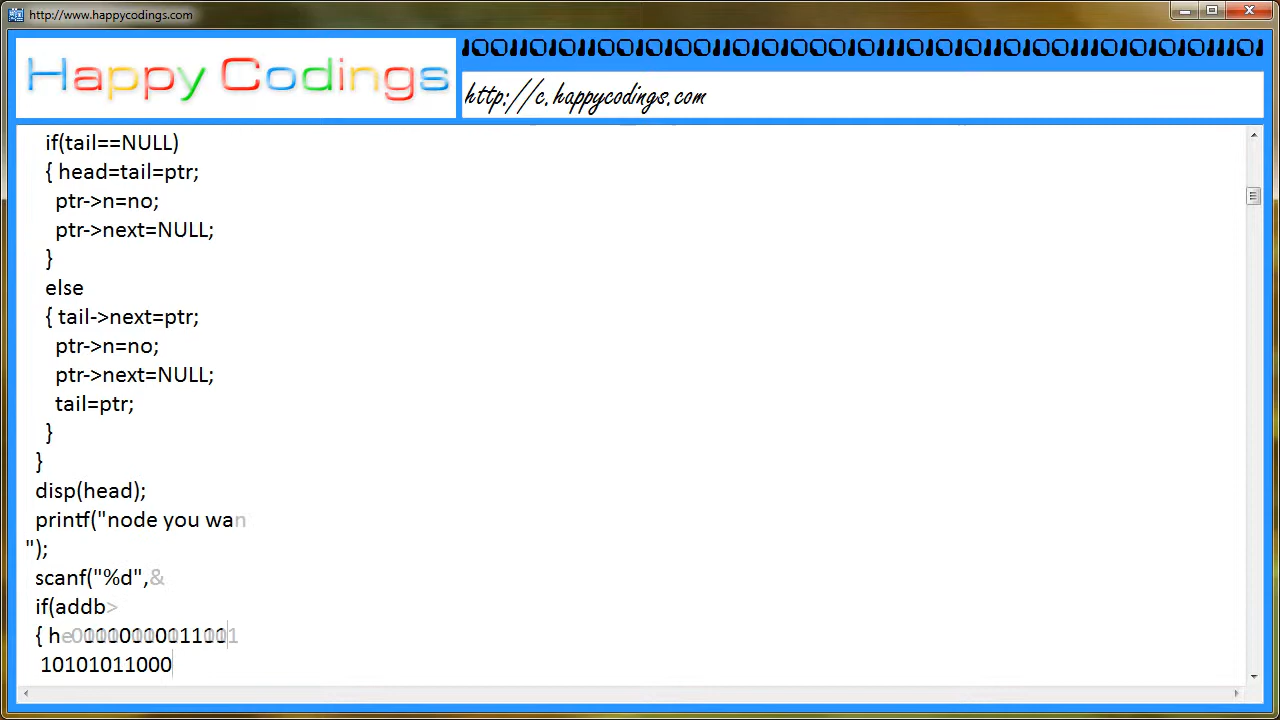 http://www.happycodings.com
Happy Codings
http://c.happycodings.com
if(tail==NULL)
{ head=tail=ptr;
ptr->n=no;
ptr->next=NULL;
}
else
{ tail->next=ptr;
ptr->n=no;
ptr->next=NULL;
tail=ptr;
}
}
disp(head);
printf("node you wan
");
scanf("%d",&
if(addb>
{ he
10101011000